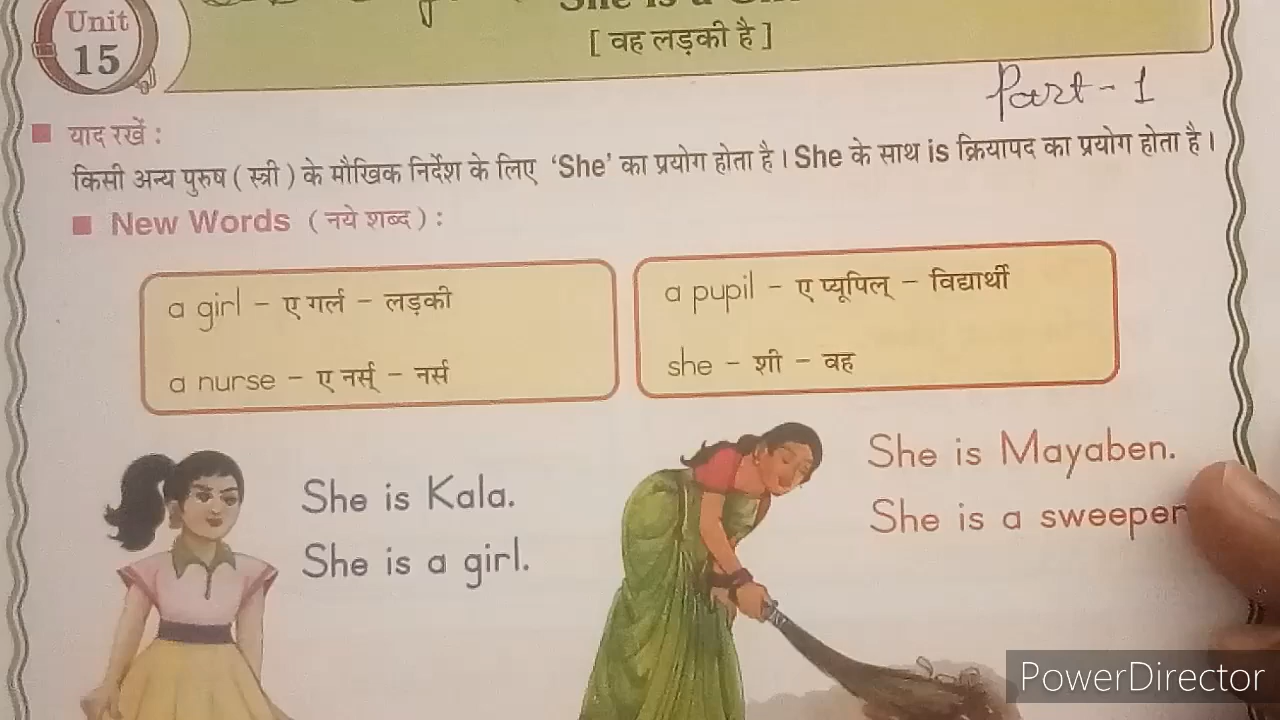 Unit
15
She is a
[ वह लड़की है ]
Part - 1
याद रखें :
किसी अन्य पुरुष ( स्त्री ) के मौखिक निर्देश के लिए ‘She’ का प्रयोग होता है । She के साथ is क्रियापद का प्रयोग होता है ।
New Words ( नये शब्द ) :
a girl – ए गर्ल – लड़की
a nurse – ए नर्स् – नर्स
a pupil – ए प्यूपिल् – विद्यार्थी
she – शी – वह
She is Kala.
She is a girl.
She is Mayaben.
She is a sweeper
PowerDirector